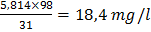 5,814×98
31
= 18,4 mg/l